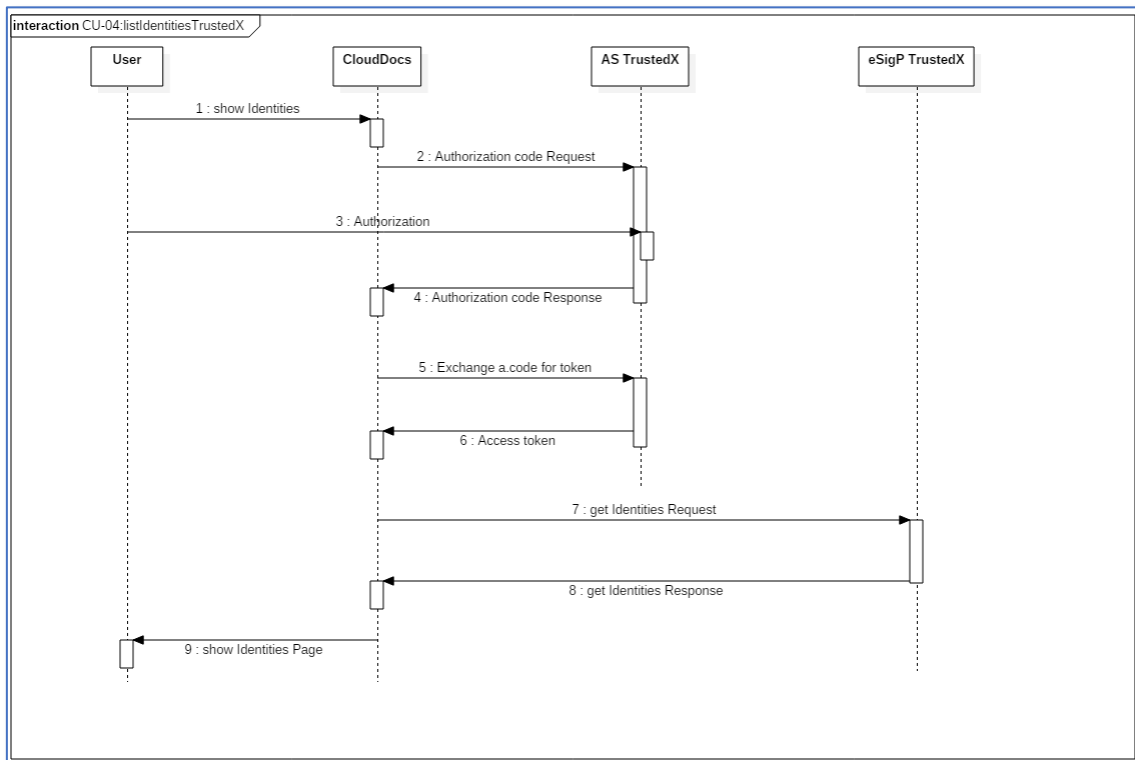 interaction CU-04:listIdentitiesTrustedX
User CloudDocs AS TrustedX eSigP TrustedX
1 : show Identities
2 : Authorization code Request
3 : Authorization
4 : Authorization code Response
5 : Exchange a.code for token
6 : Access token
7 : get Identities Request
8 : get Identities Response
9 : show Identities Page